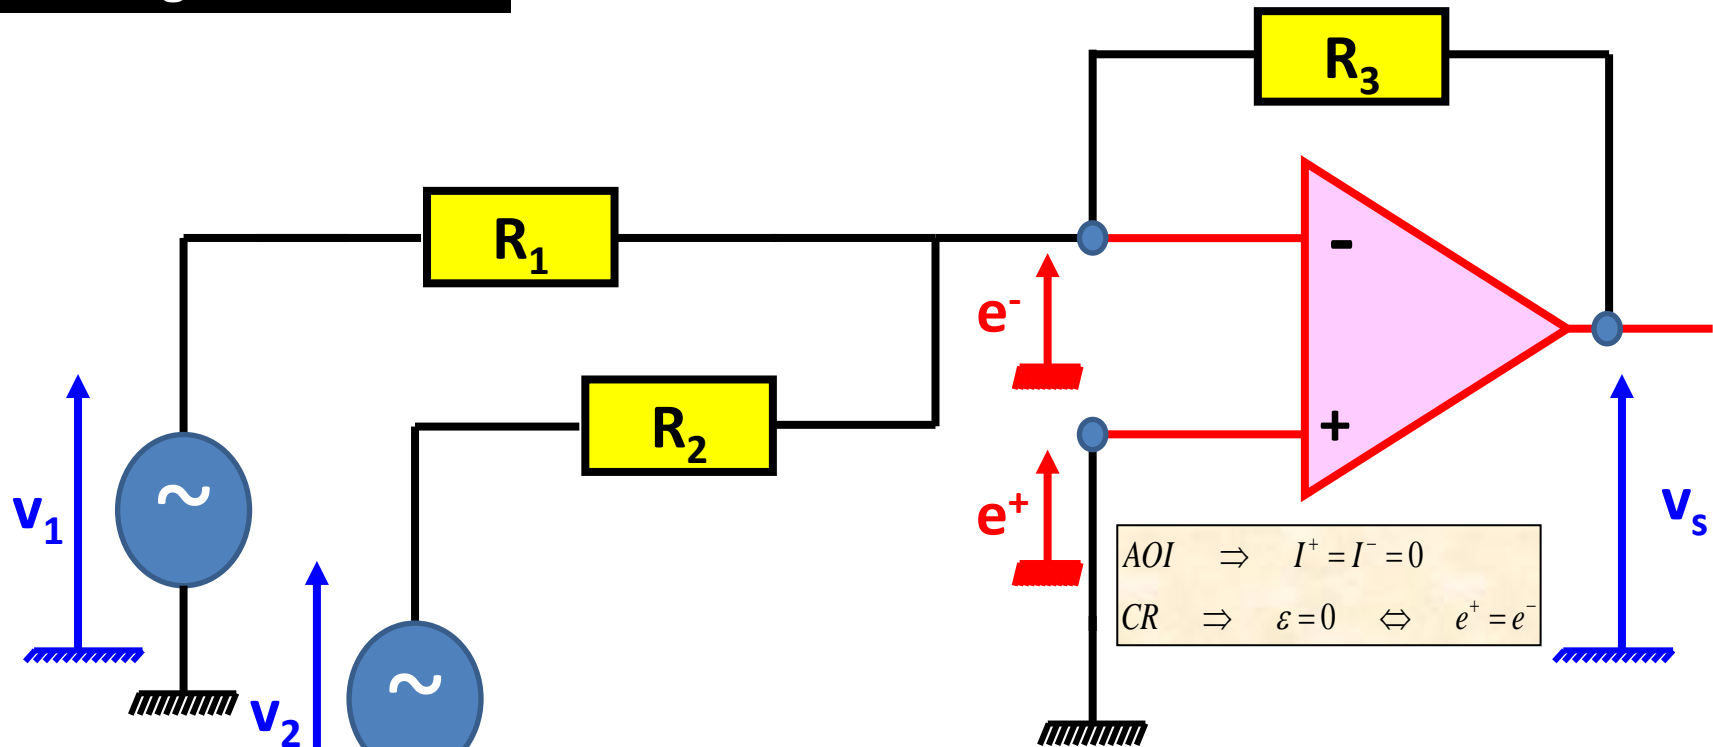 R₃
R₁
-
e⁻
R₂
+
~
v₁
e⁺
vₛ
AOI ⇒ I⁺ = I⁻ = 0
CR ⇒ ε = 0 ⇔ e⁺ = e⁻
~
v₂